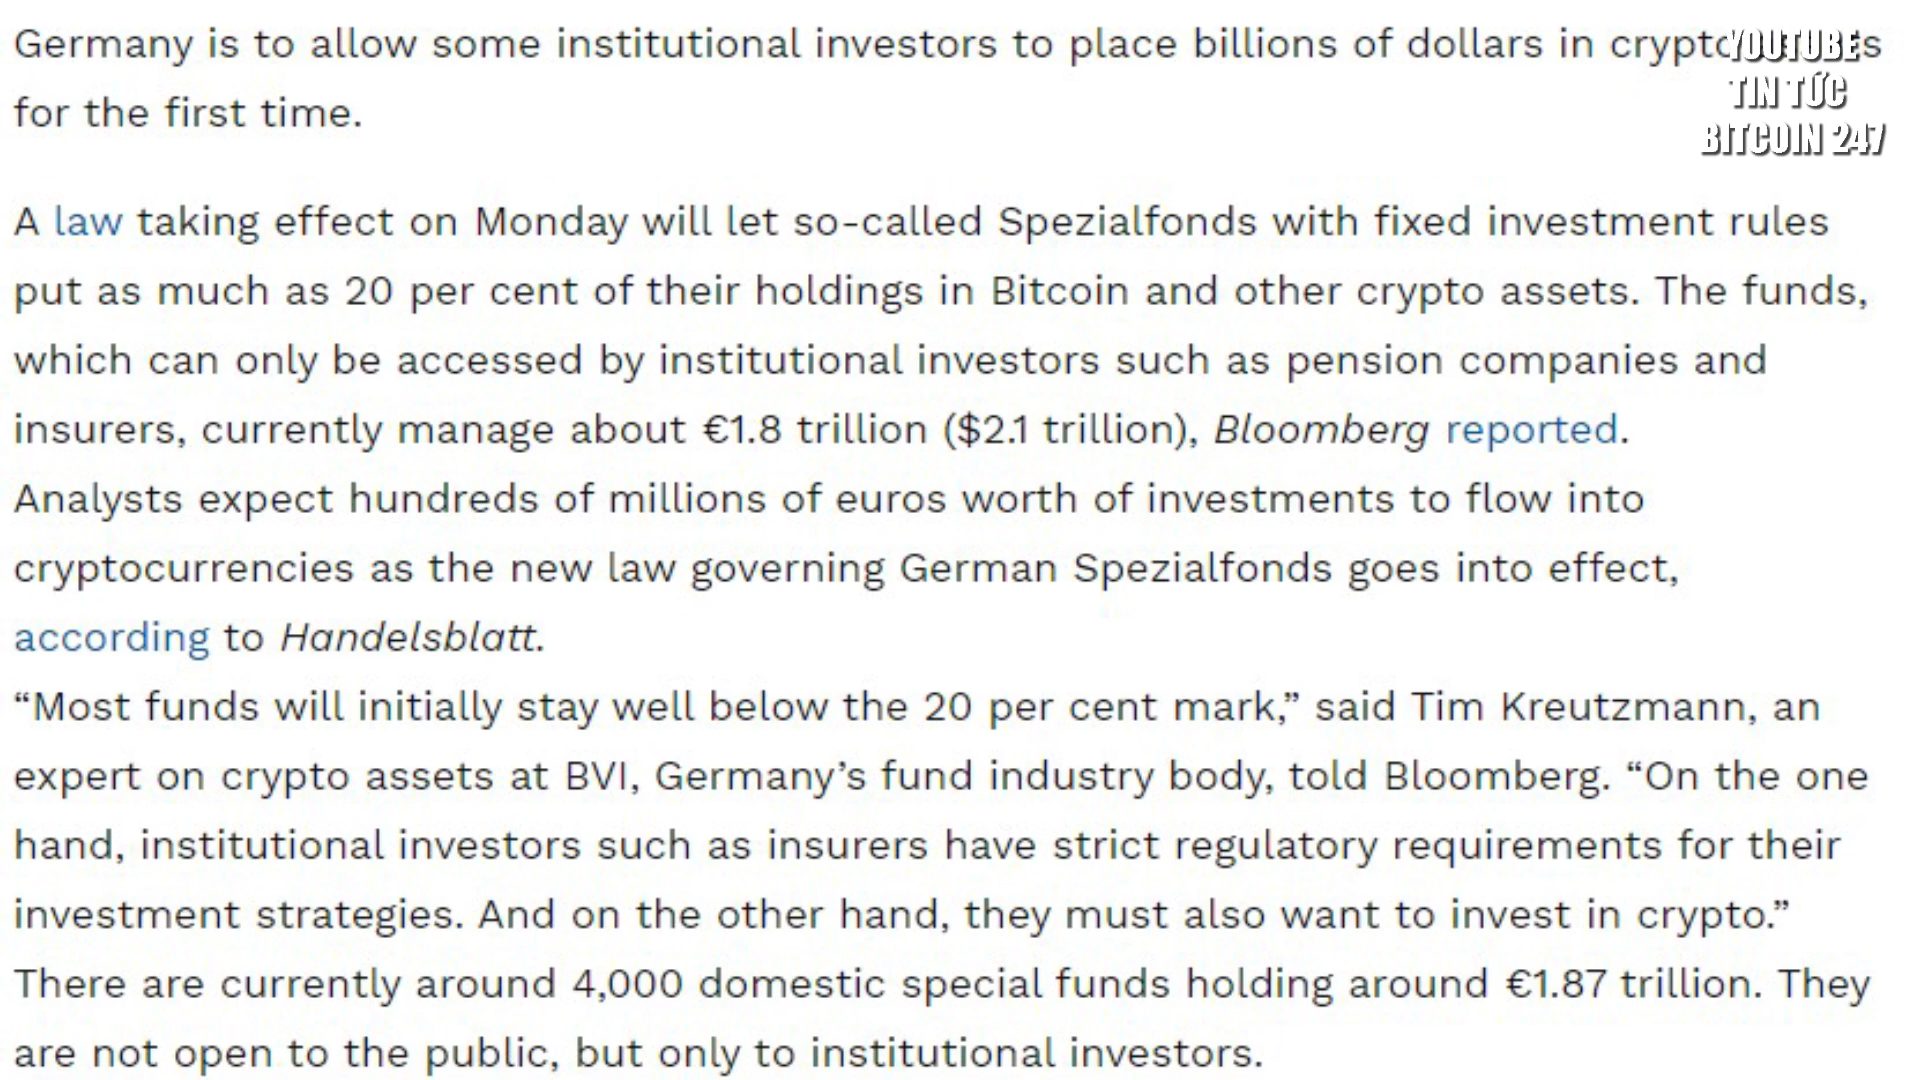 Germany is to allow some institutional investors to place billions of dollars in
for the first time.
YOUTUBE
TIN TỨC
BITCOIN 247
A law taking effect on Monday will let so-called Spezialfonds with fixed investment rules
put as much as 20 per cent of their holdings in Bitcoin and other crypto assets. The funds,
which can only be accessed by institutional investors such as pension companies and
insurers, currently manage about €1.8 trillion ($2.1 trillion), Bloomberg reported.
Analysts expect hundreds of millions of euros worth of investments to flow into
cryptocurrencies as the new law governing German Spezialfonds goes into effect,
according to Handelsblatt.
“Most funds will initially stay well below the 20 per cent mark,” said Tim Kreutzmann, an
expert on crypto assets at BVI, Germany’s fund industry body, told Bloomberg. “On the one
hand, institutional investors such as insurers have strict regulatory requirements for their
investment strategies. And on the other hand, they must also want to invest in crypto.”
There are currently around 4,000 domestic special funds holding around €1.87 trillion. They
are not open to the public, but only to institutional investors.